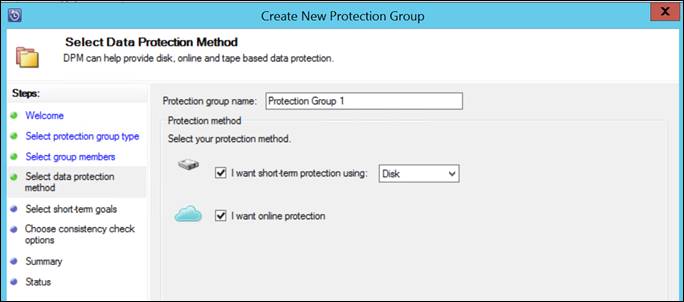 Create New Protection Group
X
Select Data Protection Method
DPM can help provide disk, online and tape based data protection.
Steps:
Welcome
Select protection group type
Select group members
Select data protection
method
Select short-term goals
Choose consistency check
options
Summary
Status
Protection group name: Protection Group 1
Protection method
Select your protection method.
I want short-term protection using: Disk
I want online protection